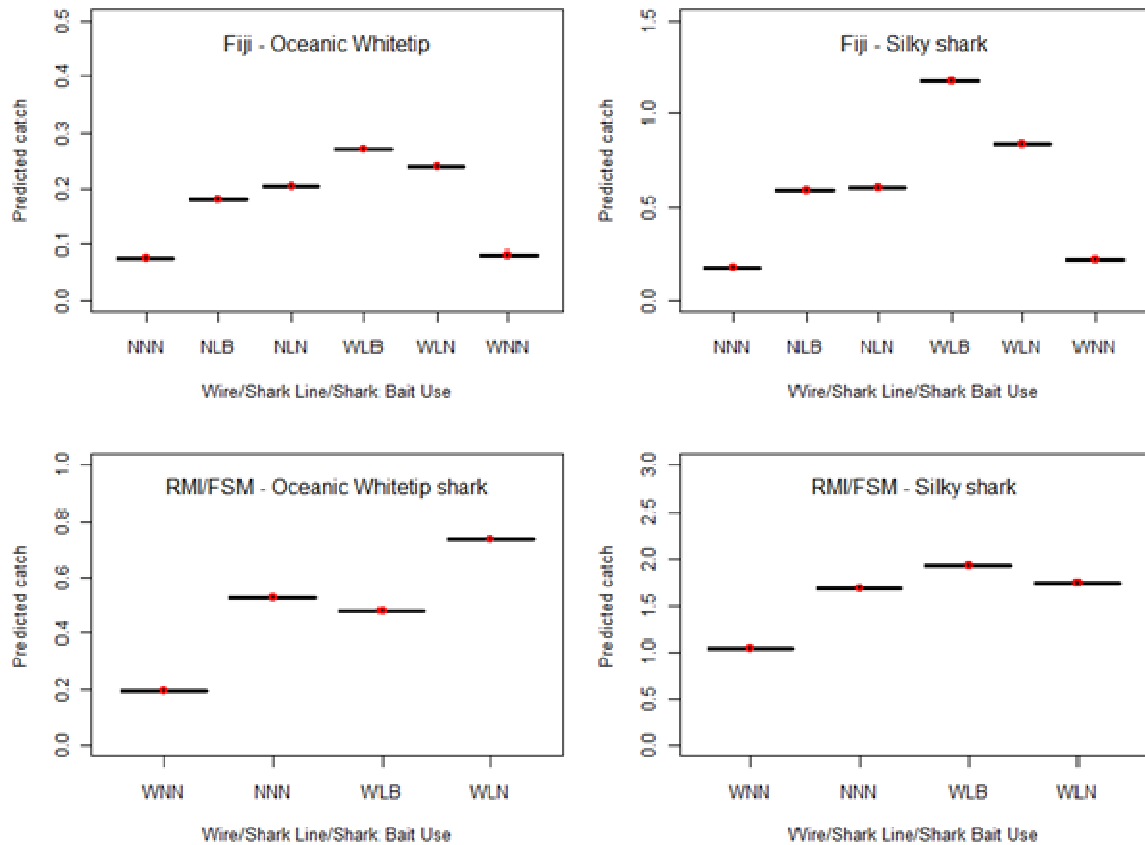 Fiji - Oceanic Whitetip
Predicted catch
0.5
0.4
0.3
0.2
0.1
0.0
NNN NLB NLN WLB WLN WNN
Wire/Shark Line/Shark Bait Use
Fiji - Silky shark
Predicted catch
1.5
1.0
0.5
0.0
NNN NLB NLN WLB WLN WNN
Wire/Shark Line/Shark Bait Use
RMI/FSM - Oceanic Whitetip shark
Predicted catch
1.0
0.8
0.6
0.4
0.2
0.0
WNN NNN WLB WLN
Wire/Shark Line/Shark Bait Use
RMI/FSM - Silky shark
Predicted catch
3.0
2.5
2.0
1.5
1.0
0.5
0.0
WNN NNN WLB WLN
Wire/Shark Line/Shark Bait Use